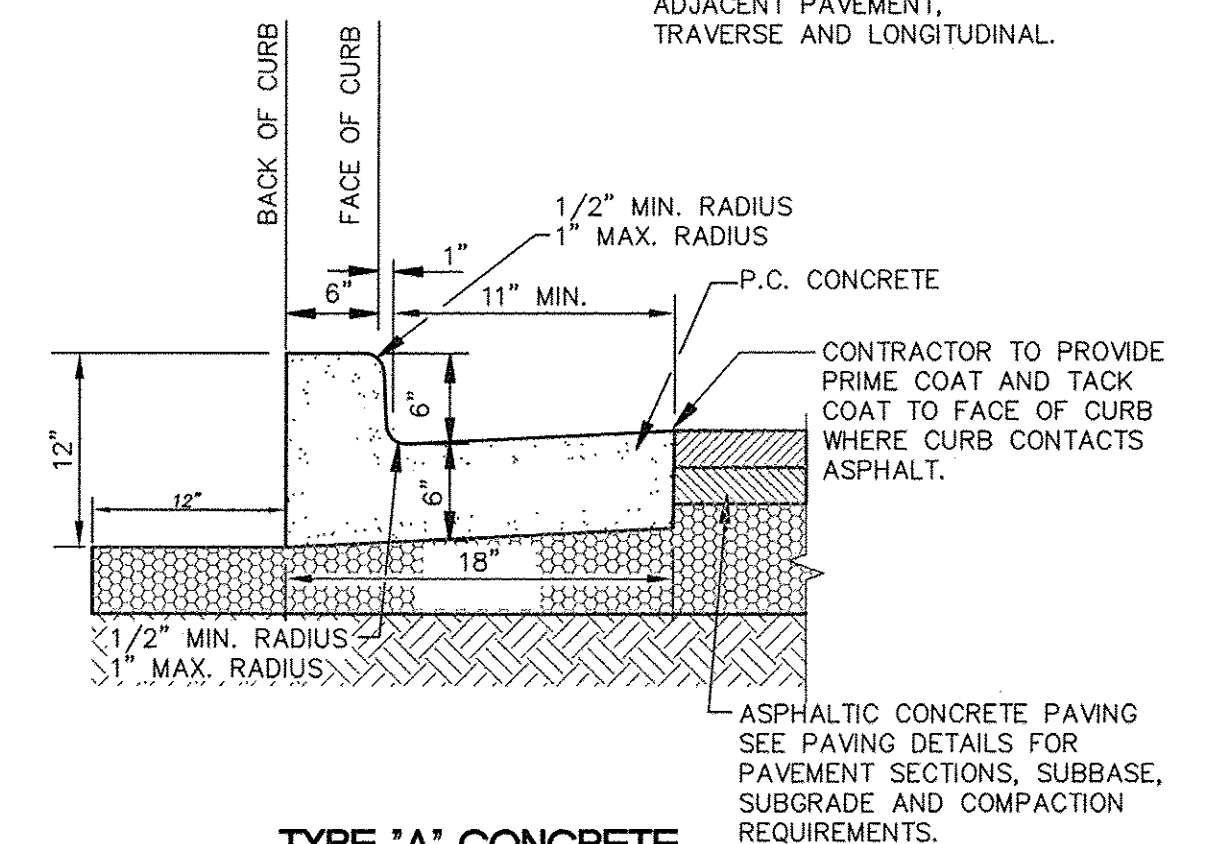 ADJACENT PAVEMENT,
TRAVERSE AND LONGITUDINAL.
BACK OF CURB
FACE OF CURB
1/2" MIN. RADIUS
1" MAX. RADIUS
1"
6"
11" MIN.
P.C. CONCRETE
CONTRACTOR TO PROVIDE
PRIME COAT AND TACK
COAT TO FACE OF CURB
WHERE CURB CONTACTS
ASPHALT.
12"
6"
12"
6"
18"
1/2" MIN. RADIUS
1" MAX. RADIUS
ASPHALTIC CONCRETE PAVING
SEE PAVING DETAILS FOR
PAVEMENT SECTIONS, SUBBASE,
SUBGRADE AND COMPACTION
REQUIREMENTS.
TYPE "A" CONCRETE